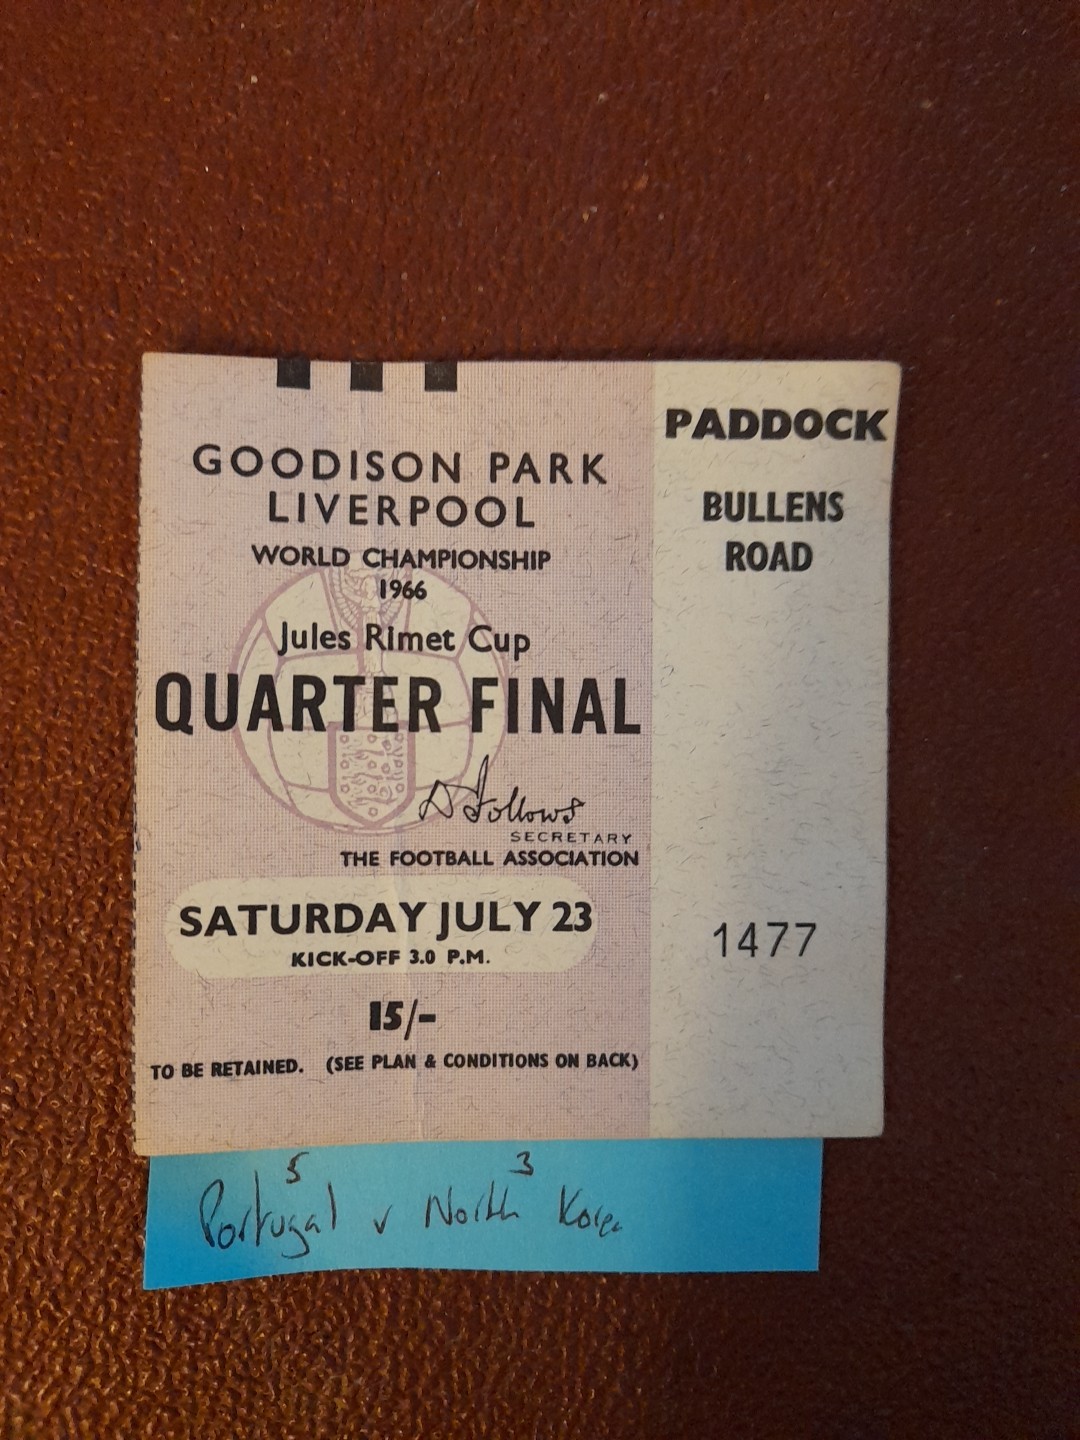 GOODISON PARK
LIVERPOOL
WORLD CHAMPIONSHIP
1966
Jules Rimet Cup
QUARTER FINAL
D Follows
SECRETARY
THE FOOTBALL ASSOCIATION
SATURDAY JULY 23
KICK-OFF 3.0 P.M.
15/-
TO BE RETAINED. (SEE PLAN & CONDITIONS ON BACK)
PADDOCK
BULLENS
ROAD
1477
5 3
Portugal v North Korea